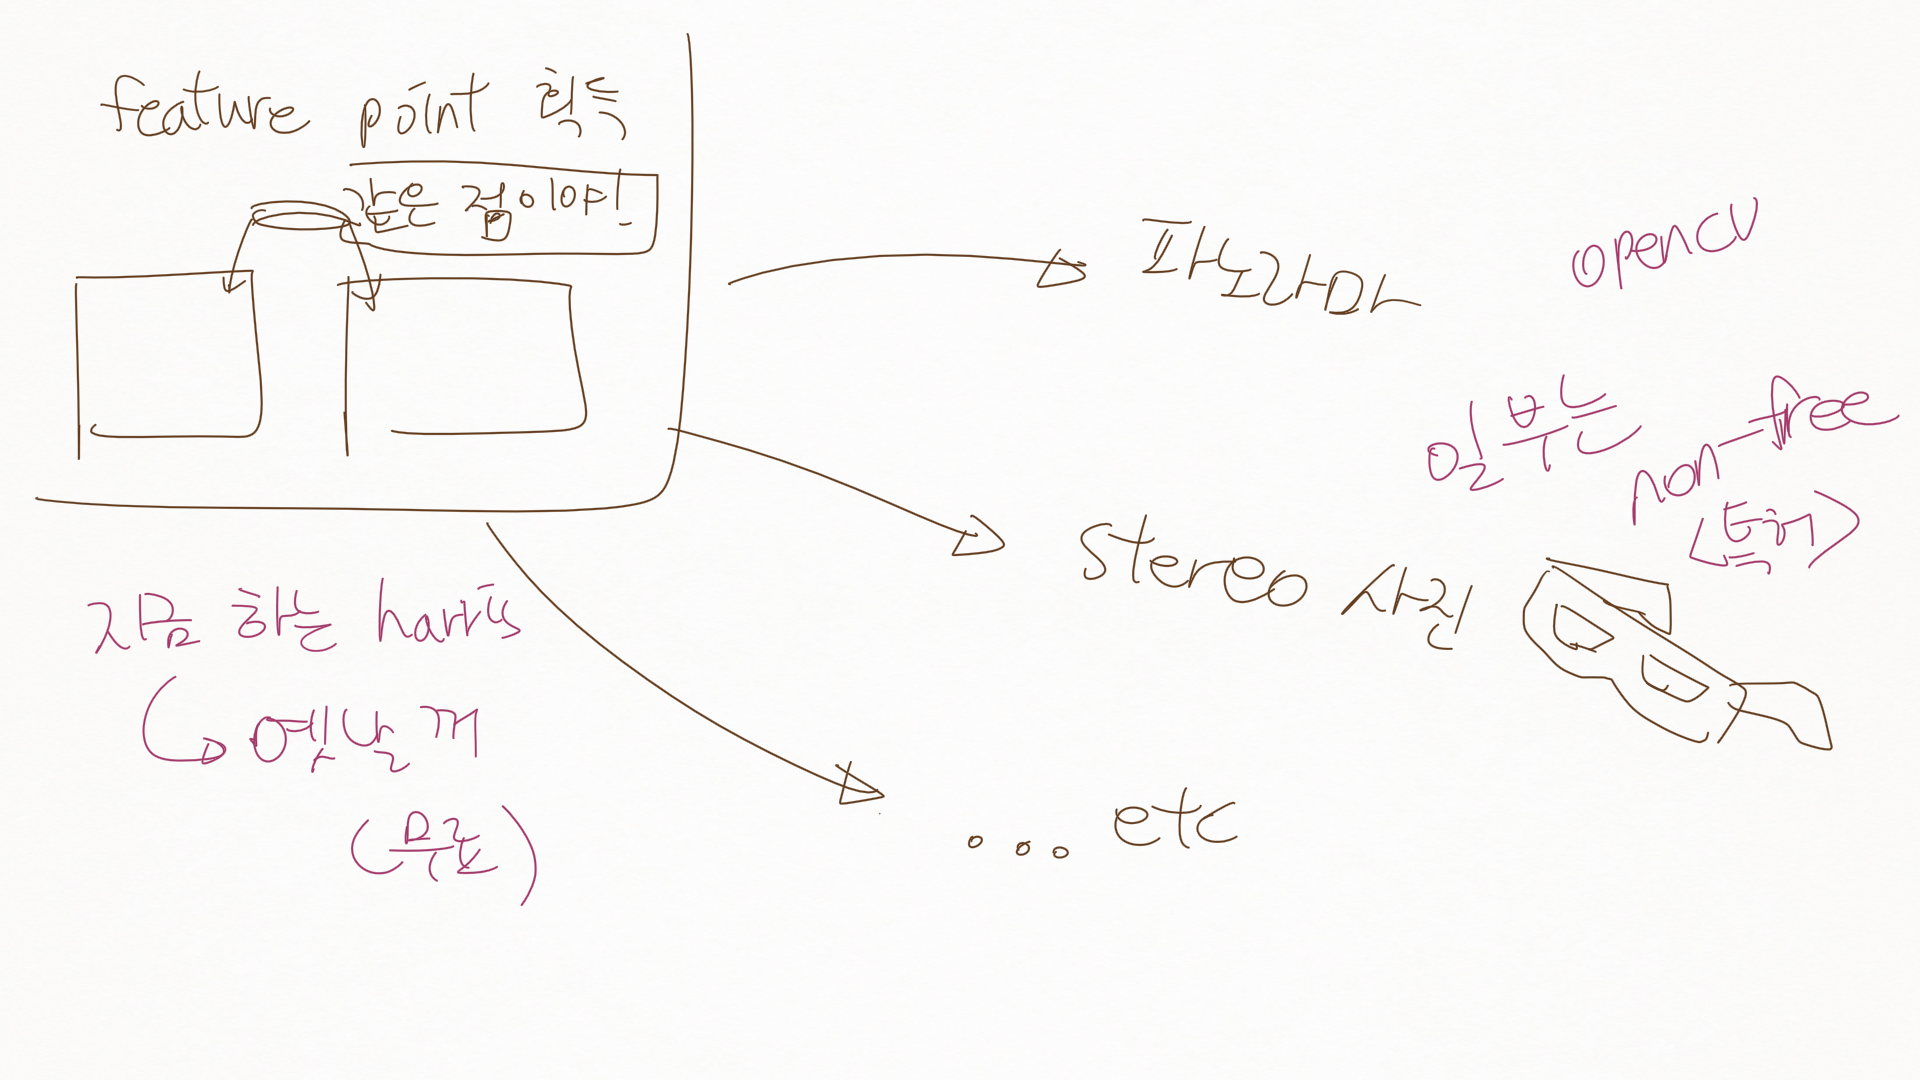 feature point 획득
같은 점이야!
파노라마
opencv
일부는
non-free
<특허>
stereo 사진
지금 하는 harris
옛날꺼
(무료)
... etc